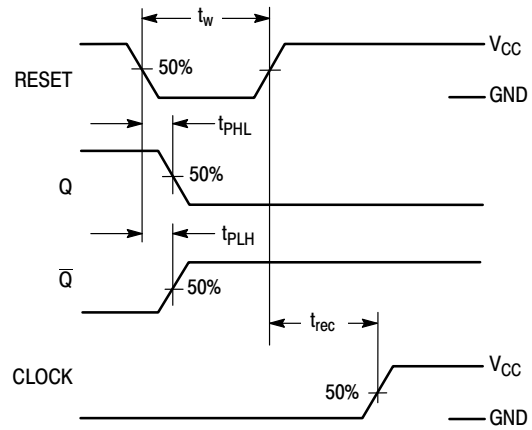 t_w
V_CC
50%
RESET
GND
t_PHL
Q
50%
t_PLH
Q̅
50%
t_rec
V_CC
CLOCK
50%
GND